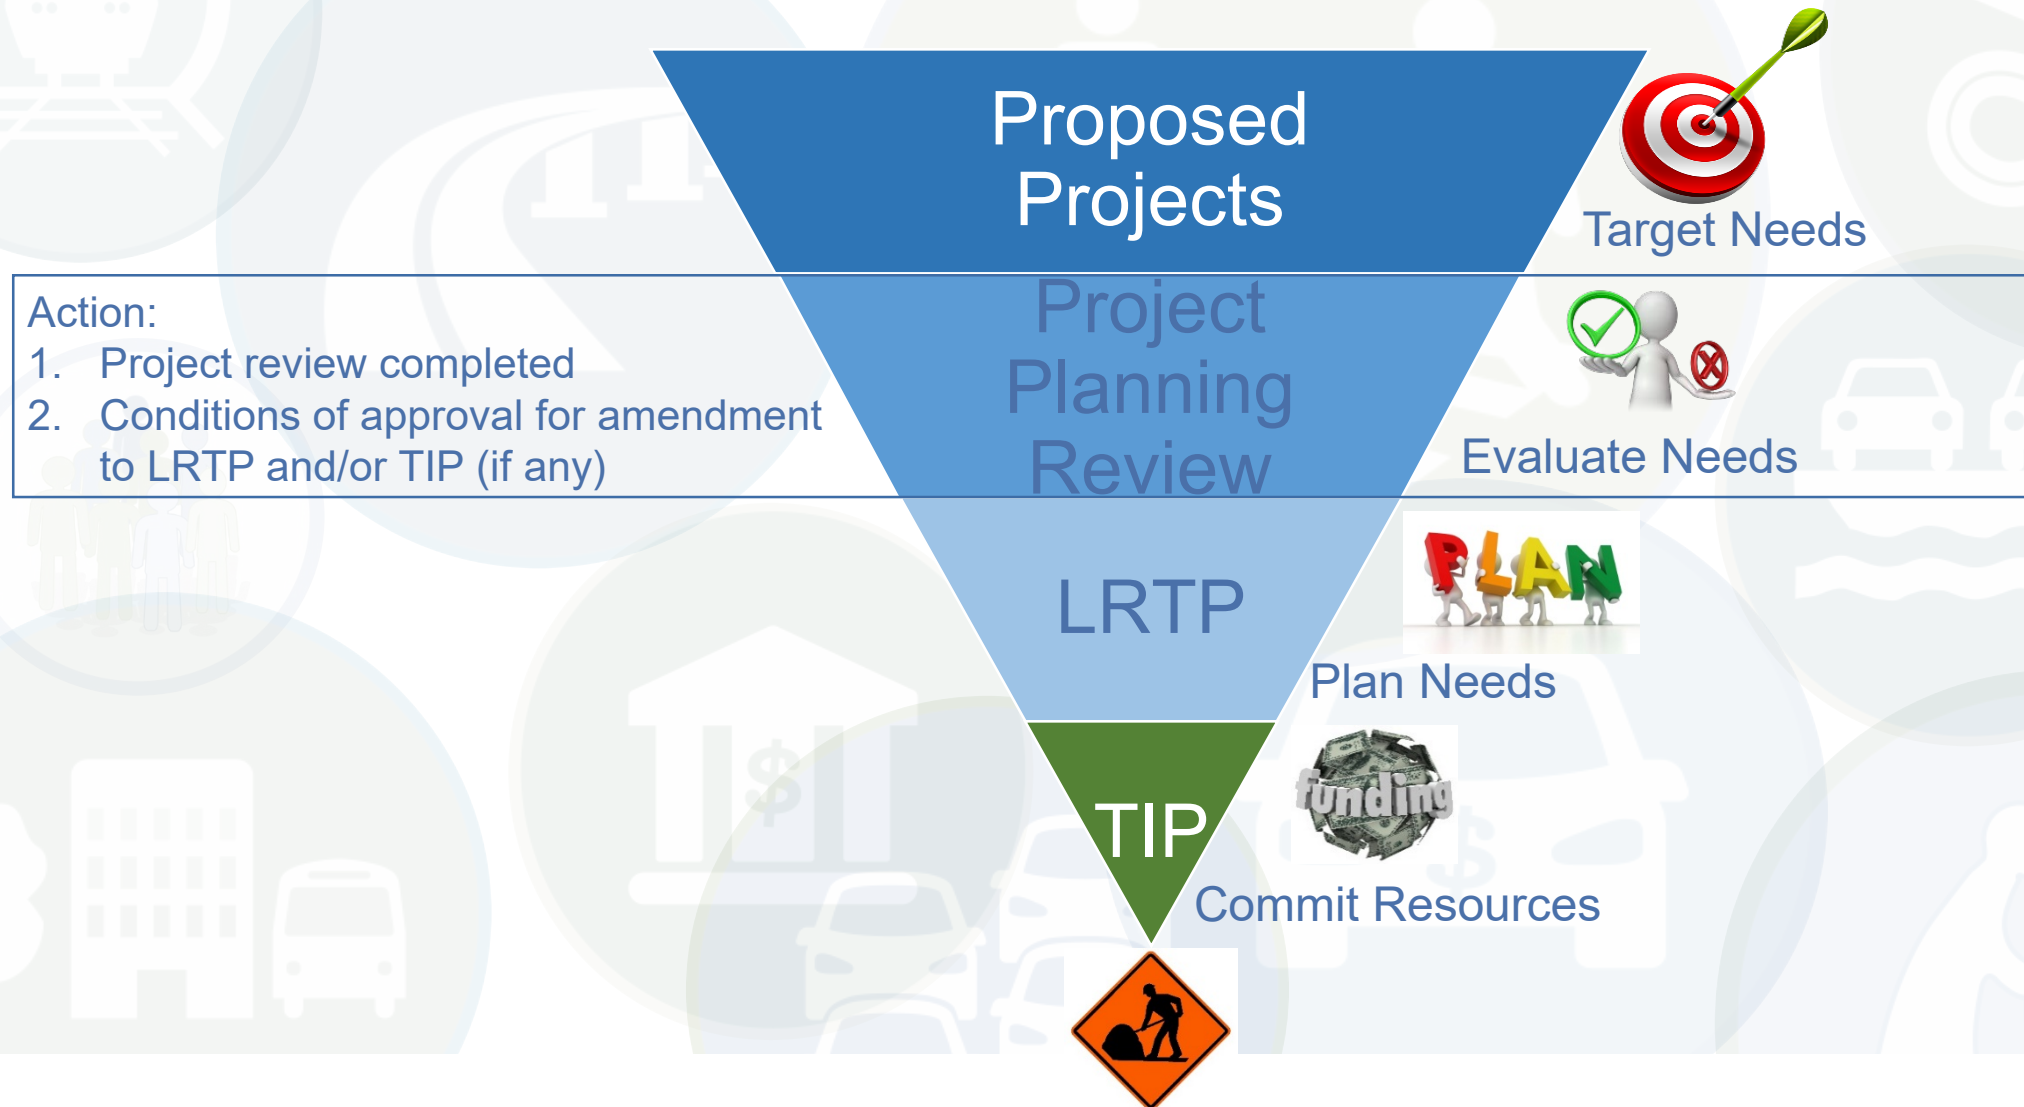 Proposed
Projects
Target Needs
Action:
1. Project review completed
2. Conditions of approval for amendment
to LRTP and/or TIP (if any)
Project
Planning
Review
Evaluate Needs
LRTP
PLAN
Plan Needs
TIP
funding
Commit Resources